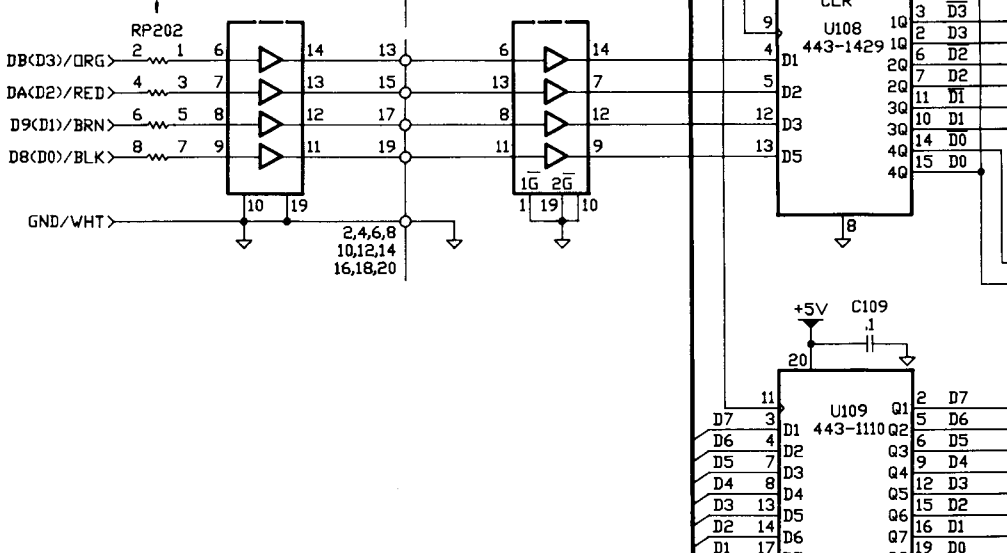 RP202
DB(D3)/ORG 2 1 6 14 13 6 14
DA(D2)/RED 4 3 7 13 15 13 7
D9(D1)/BRN 6 5 8 12 17 8 12
D8(D0)/BLK 8 7 9 11 19 11 9
1G̅ 2G̅
10 19
1 19 10
GND/WHT
2,4,6,8
10,12,14
16,18,20
CLR
U108
443-1429
9
4 D1
5 D2
12 D3
13 D5
1Q 3 D̅3̅
1Q 2 D3
2Q 6 D̅2̅
2Q 7 D2
3Q 11 D̅1̅
3Q 10 D1
4Q 14 D̅0̅
4Q 15 D0
8
+5V C109
.1
20
U109
443-1110
11
D7 3 D1
D6 4 D2
D5 7 D3
D4 8 D4
D3 13 D5
D2 14 D6
D1 17
Q1 2 D7
Q2 5 D6
Q3 6 D5
Q4 9 D4
Q5 12 D3
Q6 15 D2
Q7 16 D1
19 D0